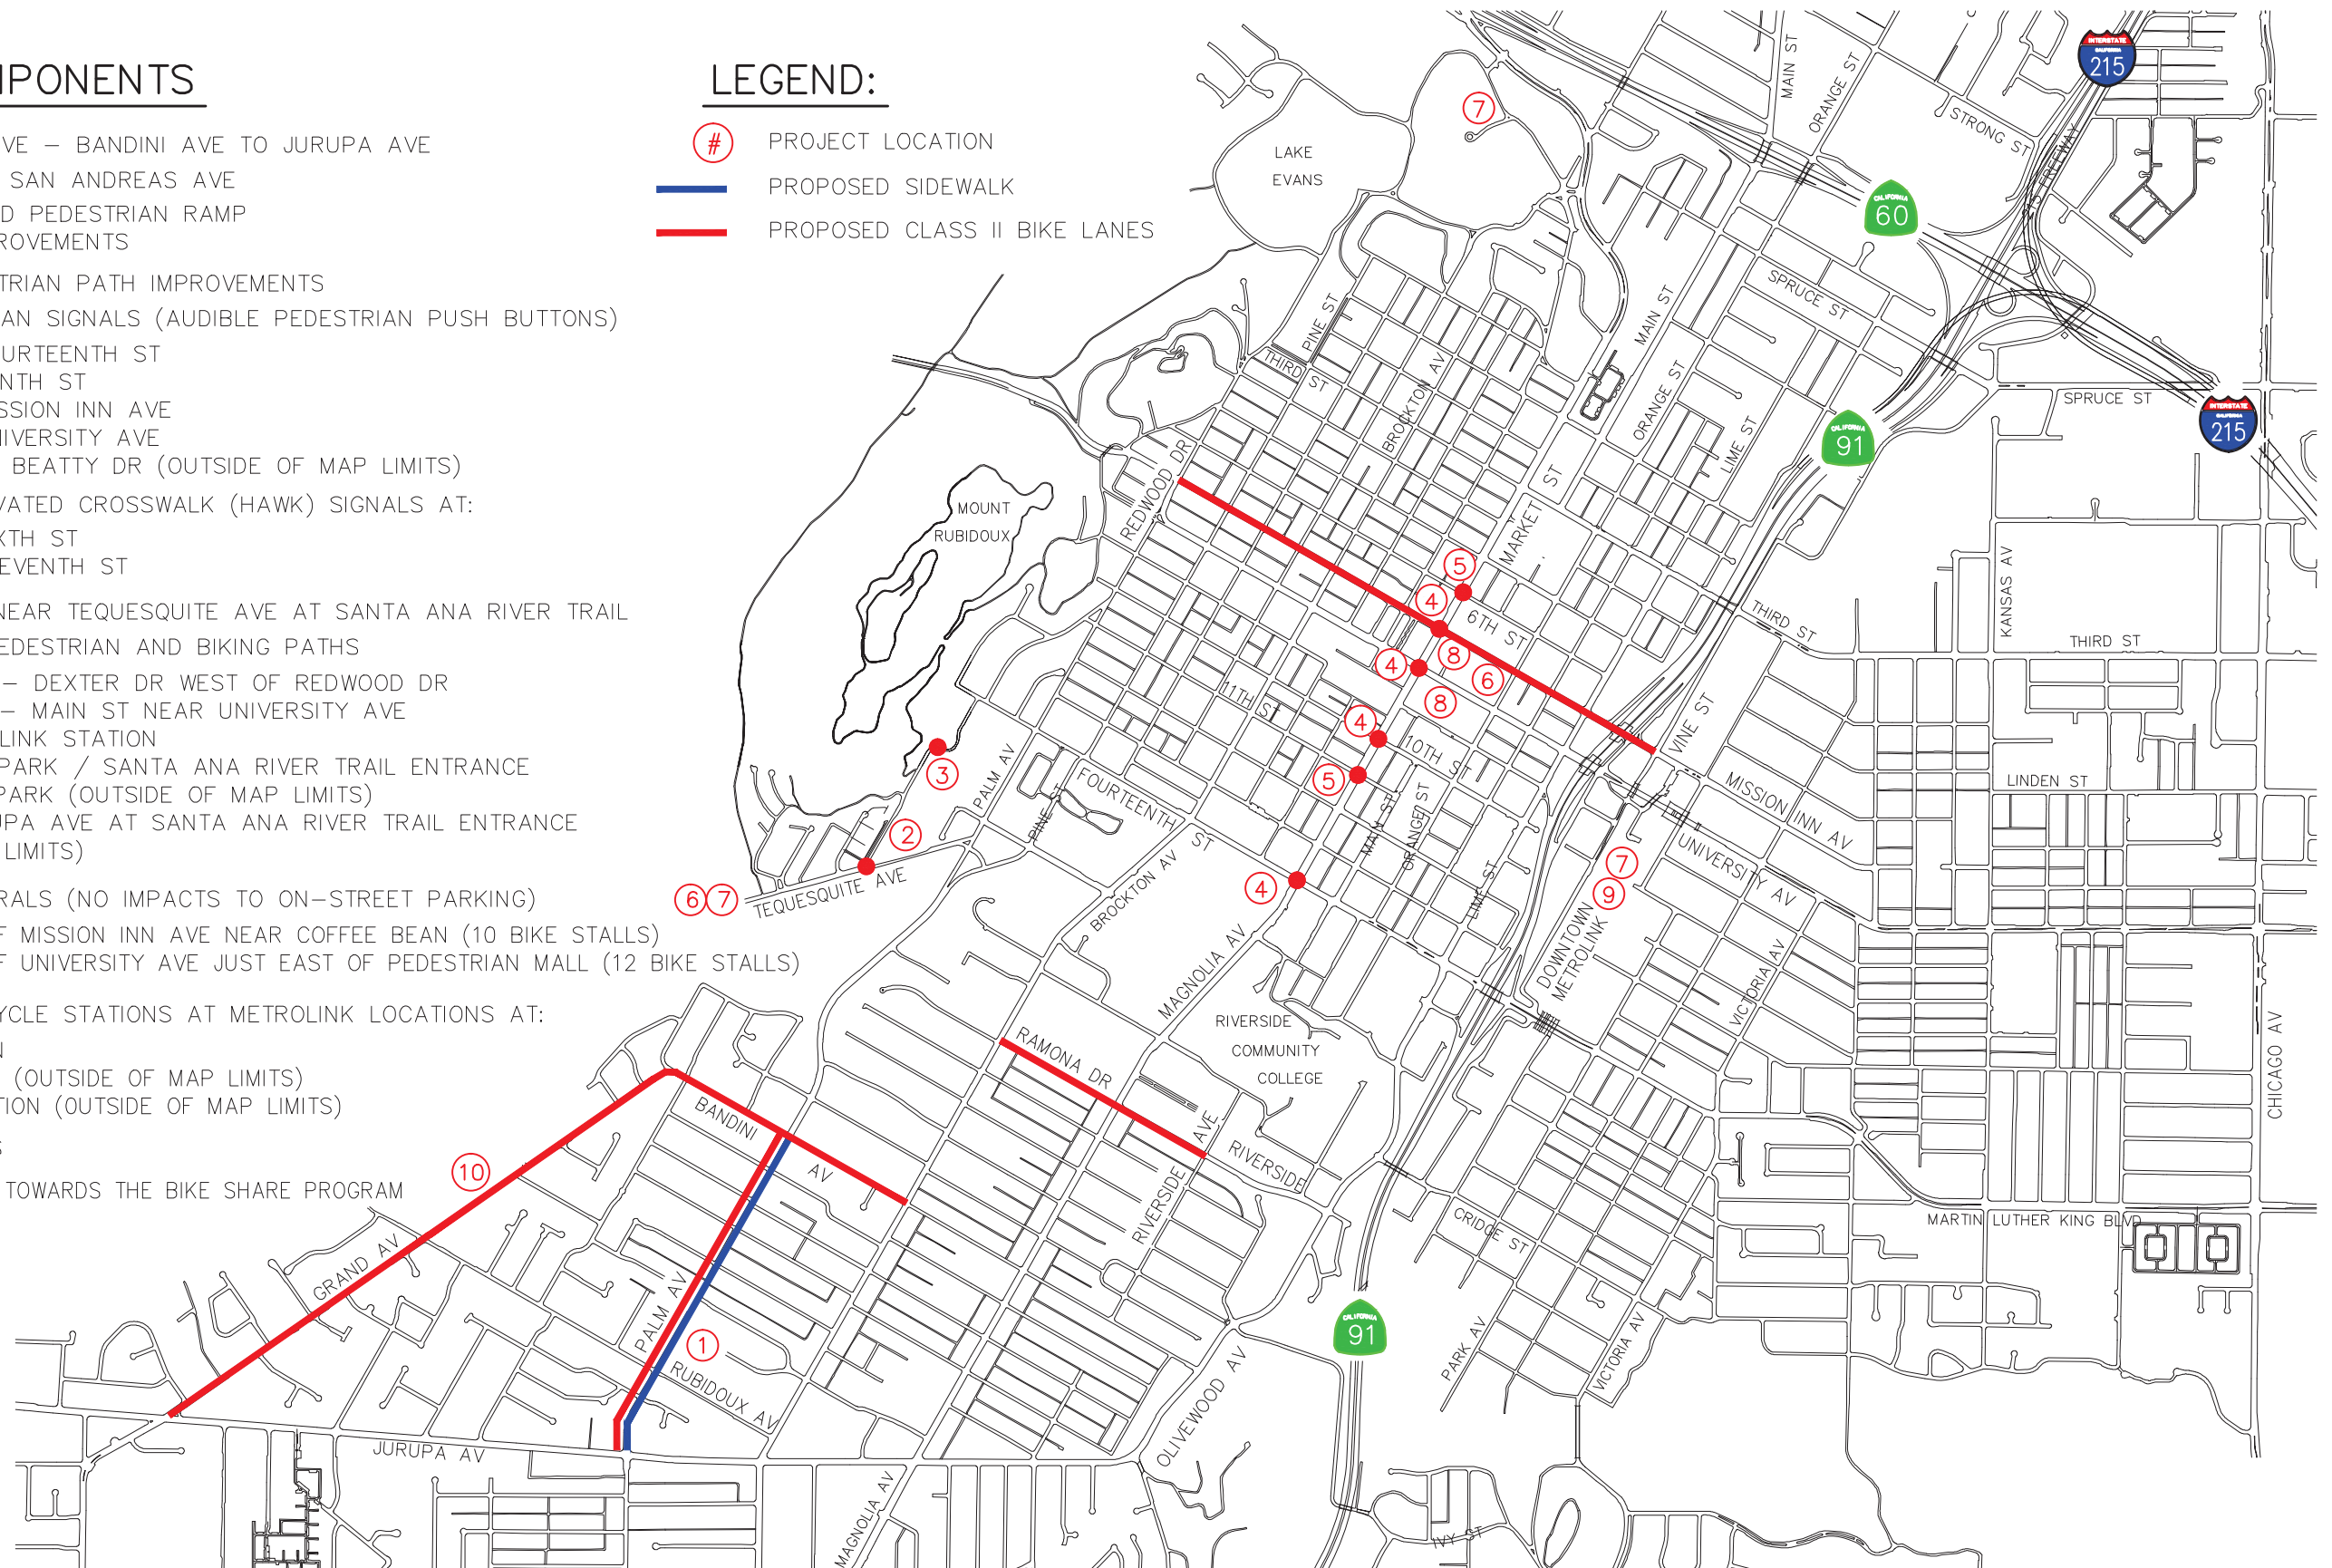 MPONENTS
VE – BANDINI AVE TO JURUPA AVE
SAN ANDREAS AVE
D PEDESTRIAN RAMP
ROVEMENTS
TRIAN PATH IMPROVEMENTS
AN SIGNALS (AUDIBLE PEDESTRIAN PUSH BUTTONS)
URTEENTH ST
NTH ST
SSION INN AVE
NIVERSITY AVE
BEATTY DR (OUTSIDE OF MAP LIMITS)
VATED CROSSWALK (HAWK) SIGNALS AT:
XTH ST
EVENTH ST
NEAR TEQUESQUITE AVE AT SANTA ANA RIVER TRAIL
PEDESTRIAN AND BIKING PATHS
– DEXTER DR WEST OF REDWOOD DR
– MAIN ST NEAR UNIVERSITY AVE
LINK STATION
PARK / SANTA ANA RIVER TRAIL ENTRANCE
PARK (OUTSIDE OF MAP LIMITS)
UPA AVE AT SANTA ANA RIVER TRAIL ENTRANCE
LIMITS)
RALS (NO IMPACTS TO ON–STREET PARKING)
F MISSION INN AVE NEAR COFFEE BEAN (10 BIKE STALLS)
F UNIVERSITY AVE JUST EAST OF PEDESTRIAN MALL (12 BIKE STALLS)
YCLE STATIONS AT METROLINK LOCATIONS AT:
N
(OUTSIDE OF MAP LIMITS)
TION (OUTSIDE OF MAP LIMITS)
S
TOWARDS THE BIKE SHARE PROGRAM
LEGEND:
# PROJECT LOCATION
PROPOSED SIDEWALK
PROPOSED CLASS II BIKE LANES
7
LAKE
EVANS
MAIN ST
ORANGE ST
STRONG ST
INTERSTATE
CALIFORNIA
215
FREEWAY
CALIFORNIA
60
SPRUCE ST
PINE ST
THIRD ST
BROCKTON AV
MAIN ST
ORANGE ST
LIME ST
CALIFORNIA
91
SPRUCE ST
INTERSTATE
CALIFORNIA
215
MOUNT
RUBIDOUX
REDWOOD DR
MARKET
ST
KANSAS AV
5
4
6TH ST
8
4
6
8
THIRD ST
THIRD ST
11TH ST
4
10TH ST
5
VINE ST
MISSION INN AV
LINDEN ST
3
PALM AV
PINE ST
FOURTEENTH
ST
MAIN ST
ORANGE ST
LIME ST
UNIVERSITY AV
2
6 7
TEQUESQUITE AVE
BROCKTON AV
4
7
9
DOWNTOWN
METROLINK
MAGNOLIA AV
VICTORIA AV
CHICAGO AV
RIVERSIDE
COMMUNITY
COLLEGE
RAMONA DR
BANDINI
AV
10
RIVERSIDE
AVE
RIVERSIDE
CRIDGE ST
MARTIN LUTHER KING BLVD
GRAND AV
PALM AV
1
RUBIDOUX AV
CALIFORNIA
91
PARK AV
VICTORIA AV
OLIVEWOOD AV
JURUPA AV
MAGNOLIA AV
IVY ST